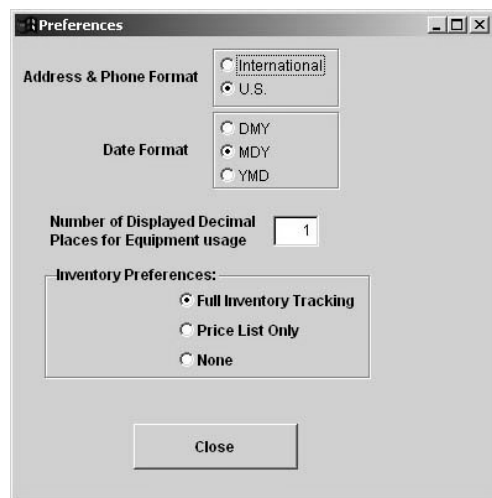 Preferences
Address & Phone Format
International
U.S.
Date Format
DMY
MDY
YMD
Number of Displayed Decimal
Places for Equipment usage
1
Inventory Preferences:
Full Inventory Tracking
Price List Only
None
Close